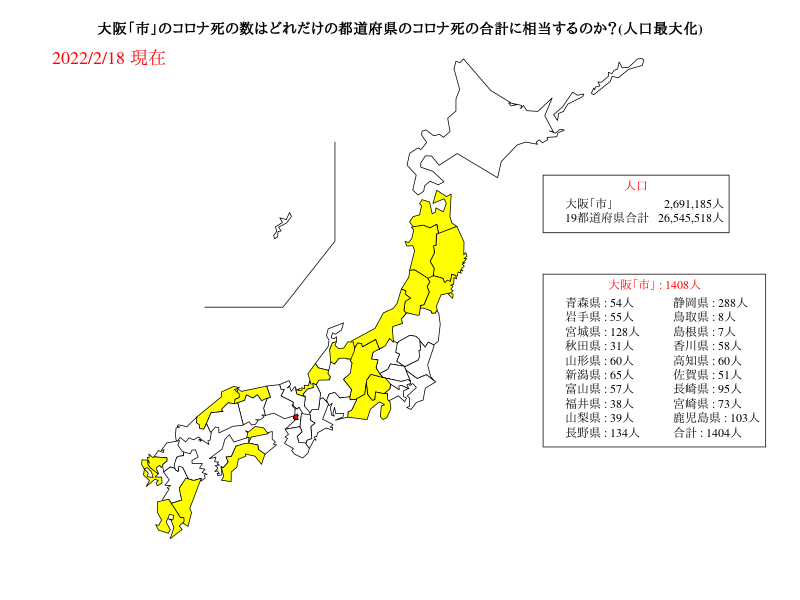 大阪「市」のコロナ死の数はどれだけの都道府県のコロナ死の合計に相当するのか?(人口最大化)
2022/2/18 現在
人口
大阪「市」 2,691,185人
19都道府県合計 26,545,518人
大阪「市」: 1408人
青森県 : 54人 静岡県 : 288人
岩手県 : 55人 鳥取県 : 8人
宮城県 : 128人 島根県 : 7人
秋田県 : 31人 香川県 : 58人
山形県 : 60人 高知県 : 60人
新潟県 : 65人 佐賀県 : 51人
富山県 : 57人 長崎県 : 95人
福井県 : 38人 宮崎県 : 73人
山梨県 : 39人 鹿児島県 : 103人
長野県 : 134人 合計 : 1404人